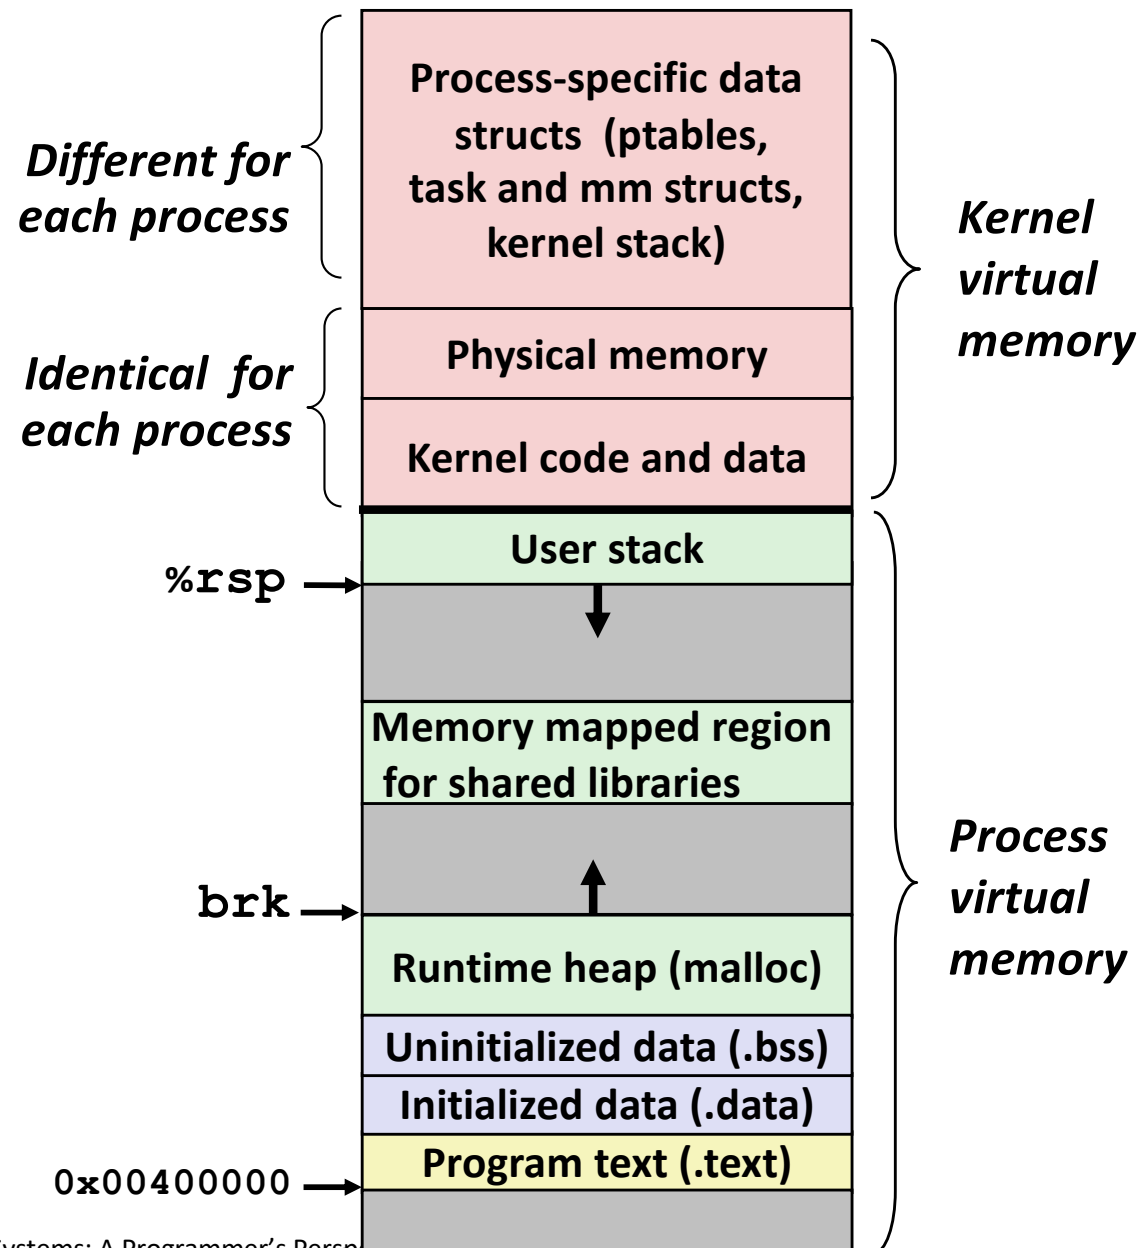 Process-specific data
structs (ptables,
task and mm structs,
kernel stack)
Different for
each process
Kernel
virtual
memory
Physical memory
Identical for
each process
Kernel code and data
User stack
%rsp
Memory mapped region
for shared libraries
Process
virtual
memory
brk
Runtime heap (malloc)
Uninitialized data (.bss)
Initialized data (.data)
Program text (.text)
0x00400000
Systems: A Programmer's